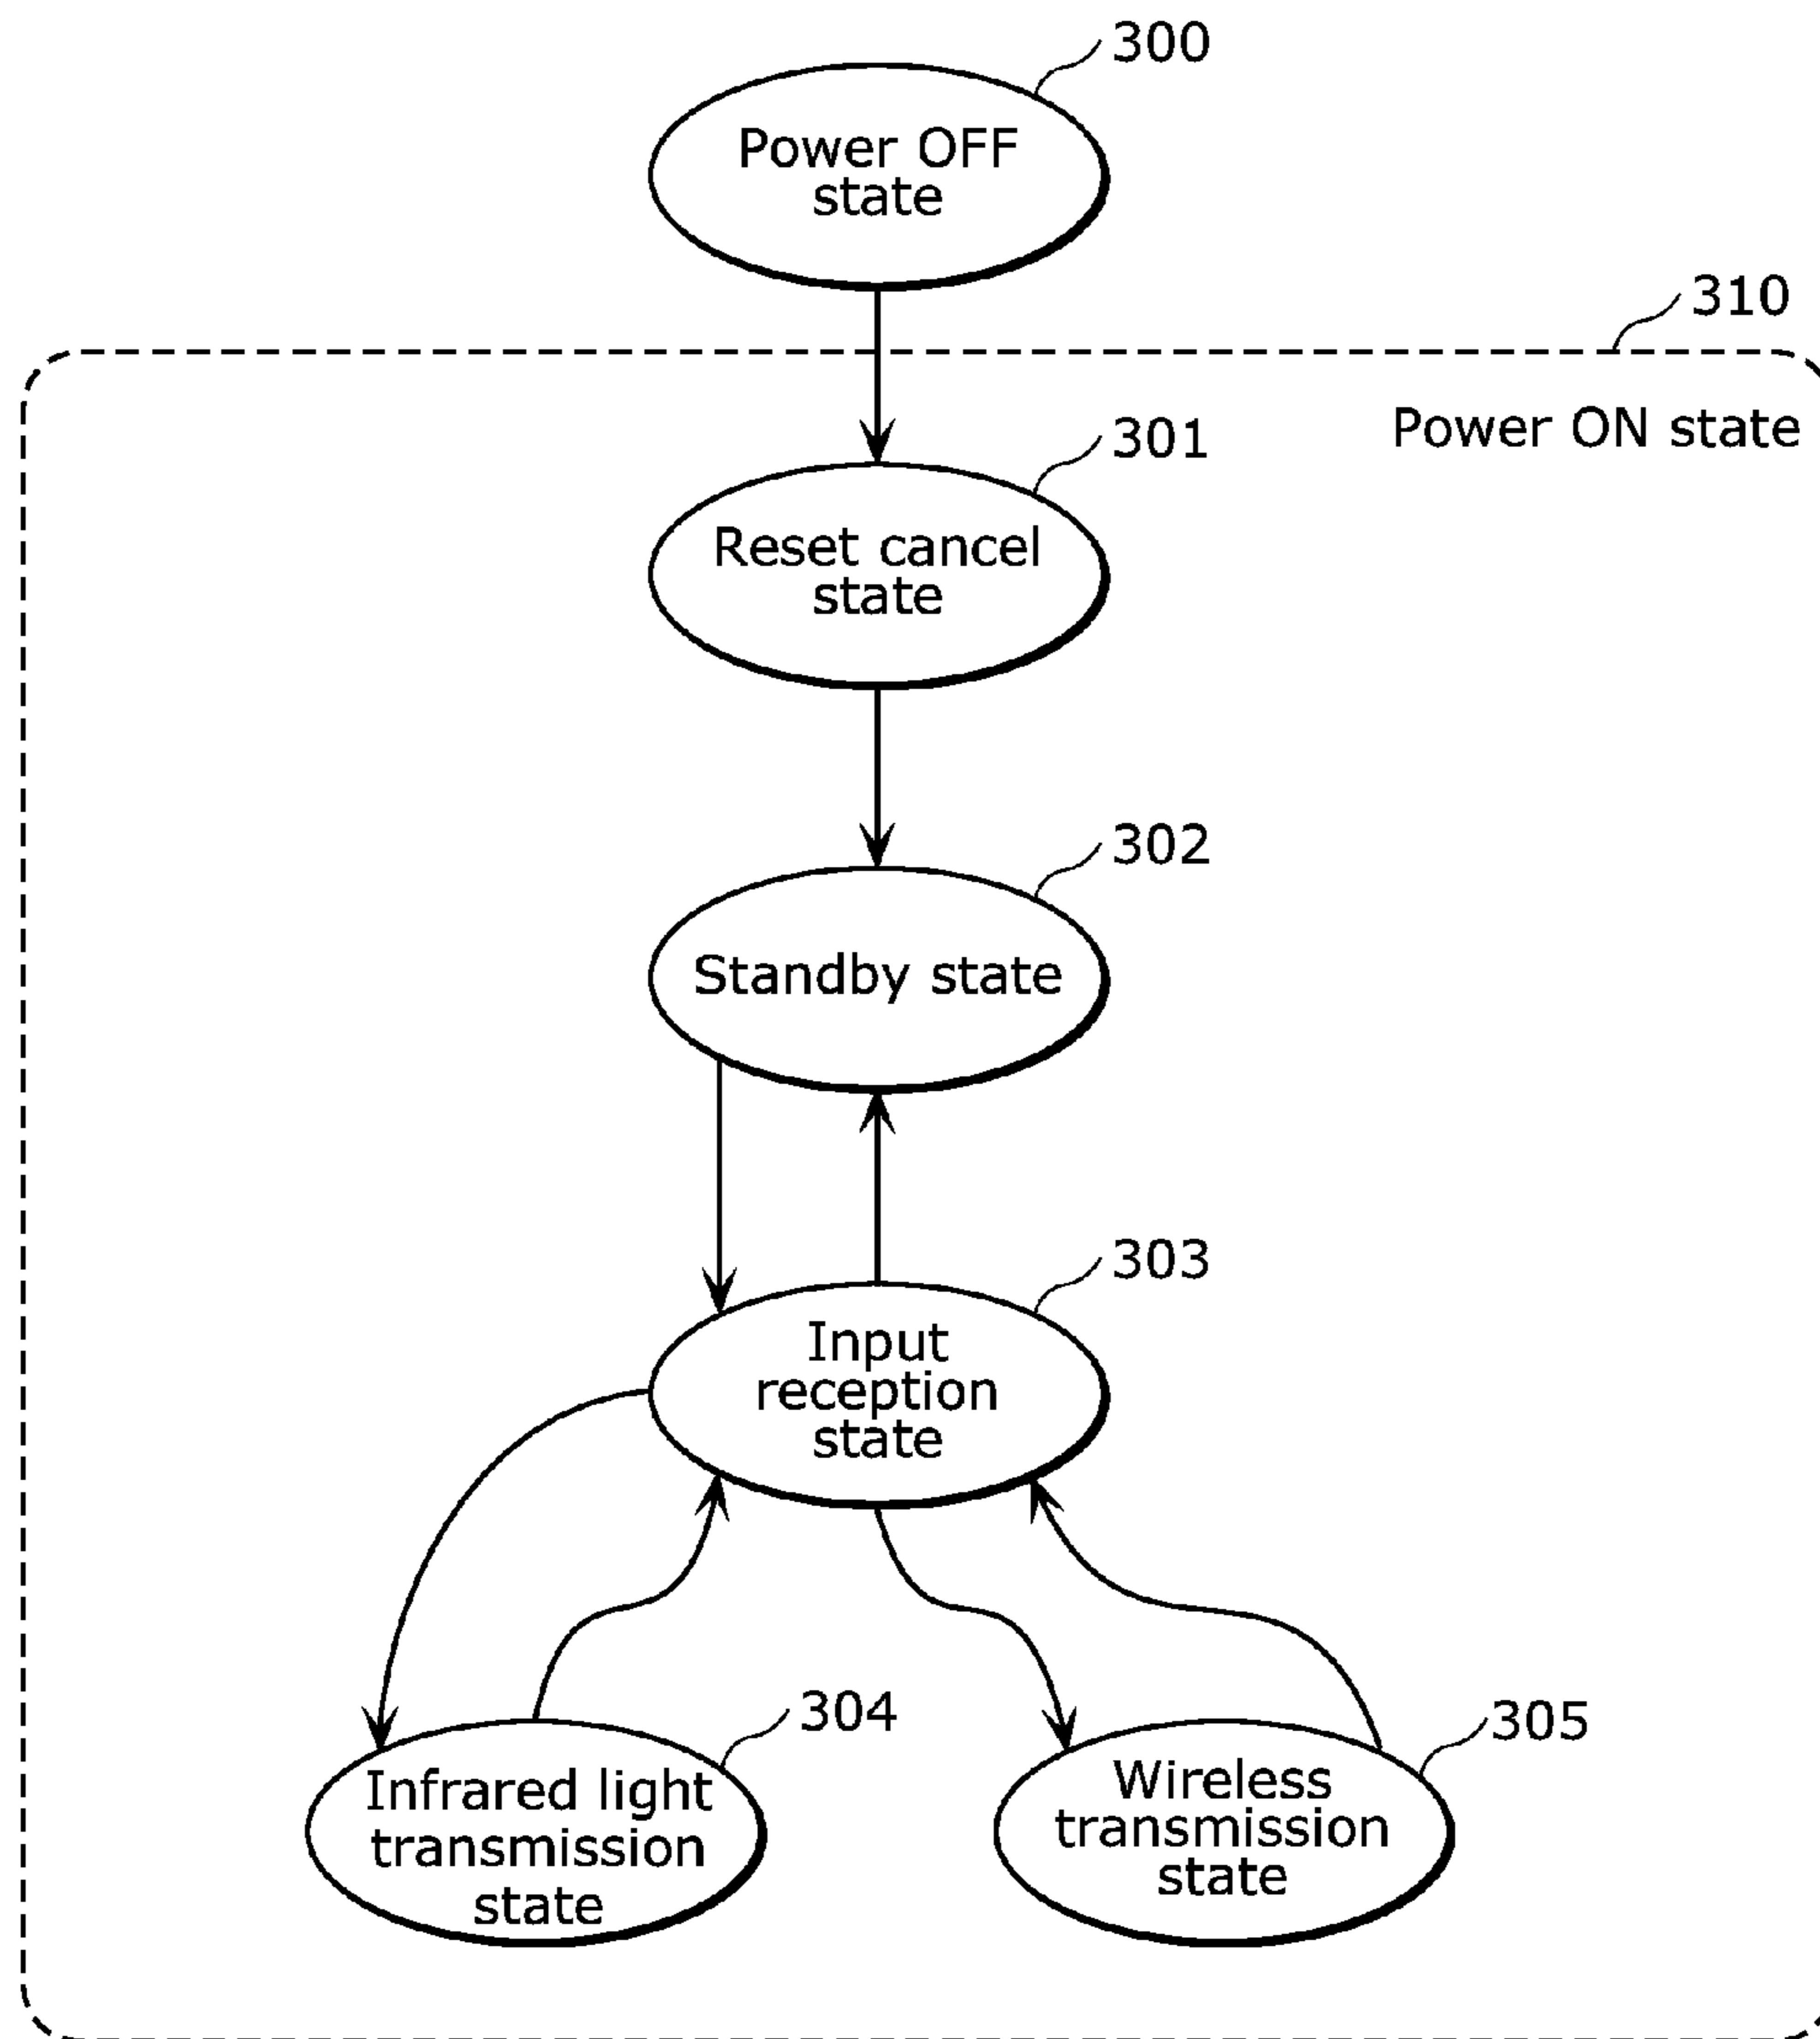 300
Power OFF
state
310
Power ON state
301
Reset cancel
state
302
Standby state
303
Input
reception
state
304
Infrared light
transmission
state
305
Wireless
transmission
state